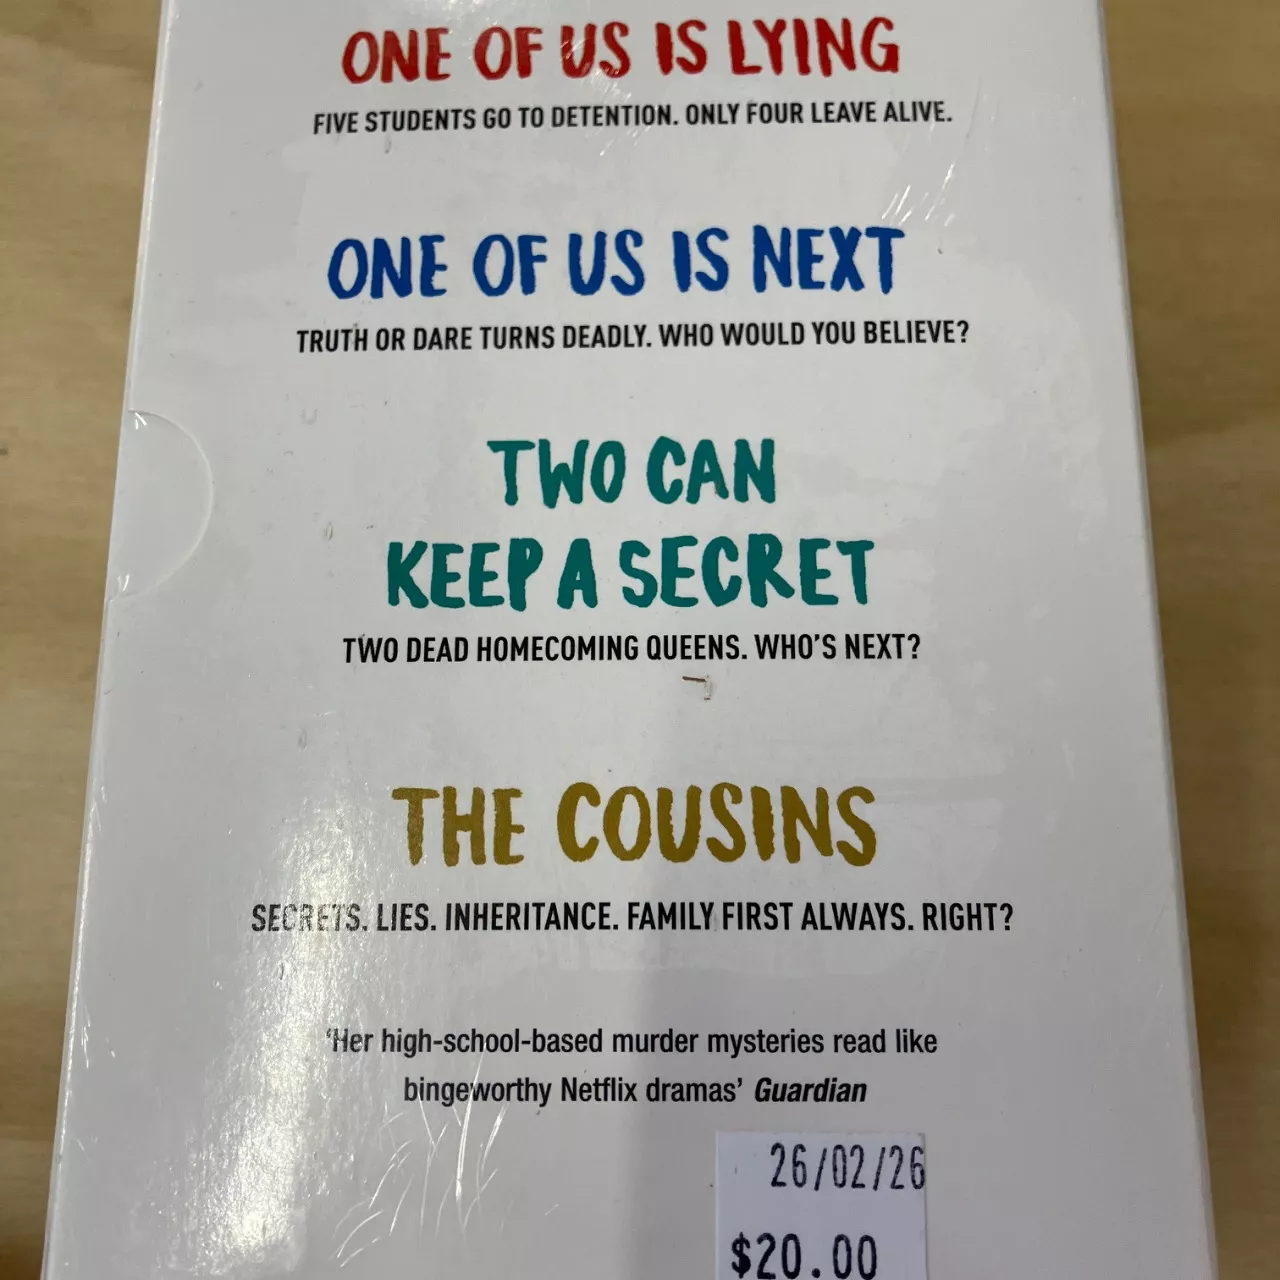 ONE OF US IS LYING
FIVE STUDENTS GO TO DETENTION. ONLY FOUR LEAVE ALIVE.
ONE OF US IS NEXT
TRUTH OR DARE TURNS DEADLY. WHO WOULD YOU BELIEVE?
TWO CAN
KEEP A SECRET
TWO DEAD HOMECOMING QUEENS. WHO'S NEXT?
THE COUSINS
SECRETS. LIES. INHERITANCE. FAMILY FIRST ALWAYS. RIGHT?
'Her high-school-based murder mysteries read like
bingeworthy Netflix dramas' Guardian
26/02/26
$20.00